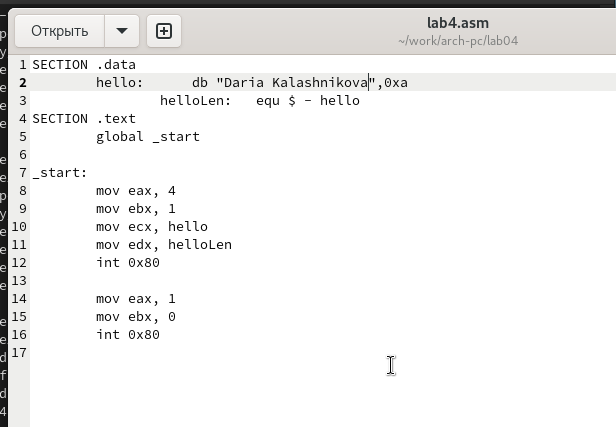 Открыть
lab4.asm
~/work/arch-pc/lab04
1 SECTION .data
2 hello: db "Daria Kalashnikova",0xa
3 helloLen: equ $ - hello
4 SECTION .text
5 global _start
6
7 _start:
8 mov eax, 4
9 mov ebx, 1
10 mov ecx, hello
11 mov edx, helloLen
12 int 0x80
13
14 mov eax, 1
15 mov ebx, 0
16 int 0x80
17